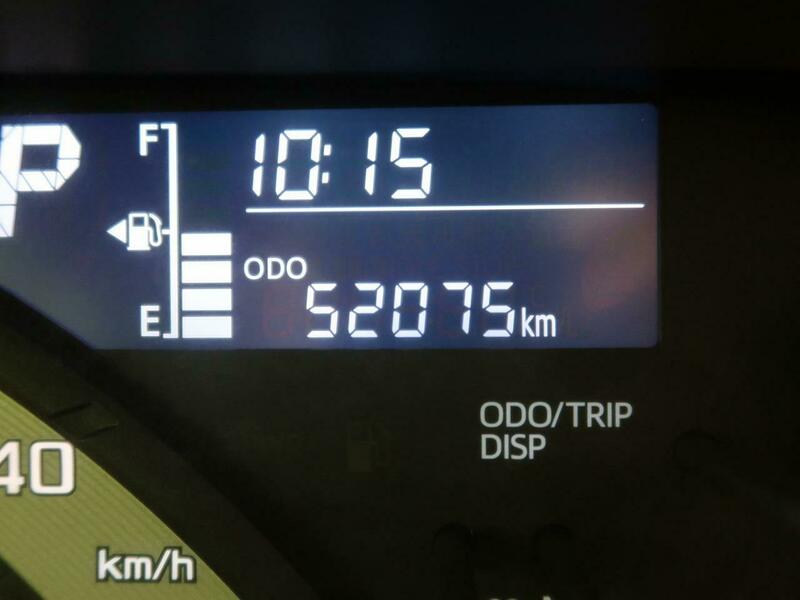 P
F
10:15
ODO
E
52075km
ODO/TRIP
DISP
40
km/h